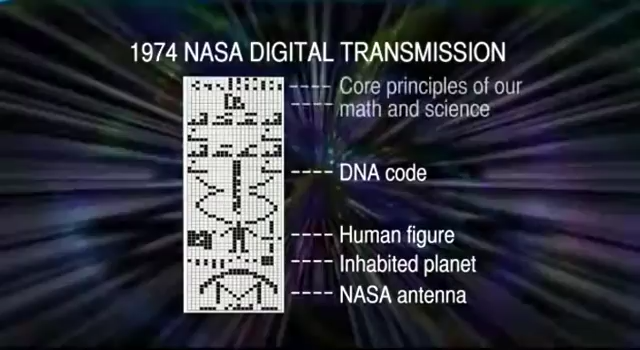 1974 NASA DIGITAL TRANSMISSION
Core principles of our
math and science
DNA code
Human figure
Inhabited planet
NASA antenna